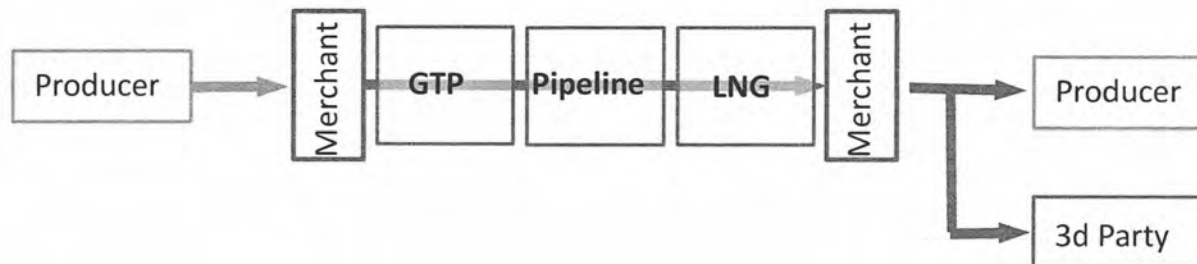 Producer
Merchant
GTP
Pipeline
LNG
Merchant
Producer
3d Party